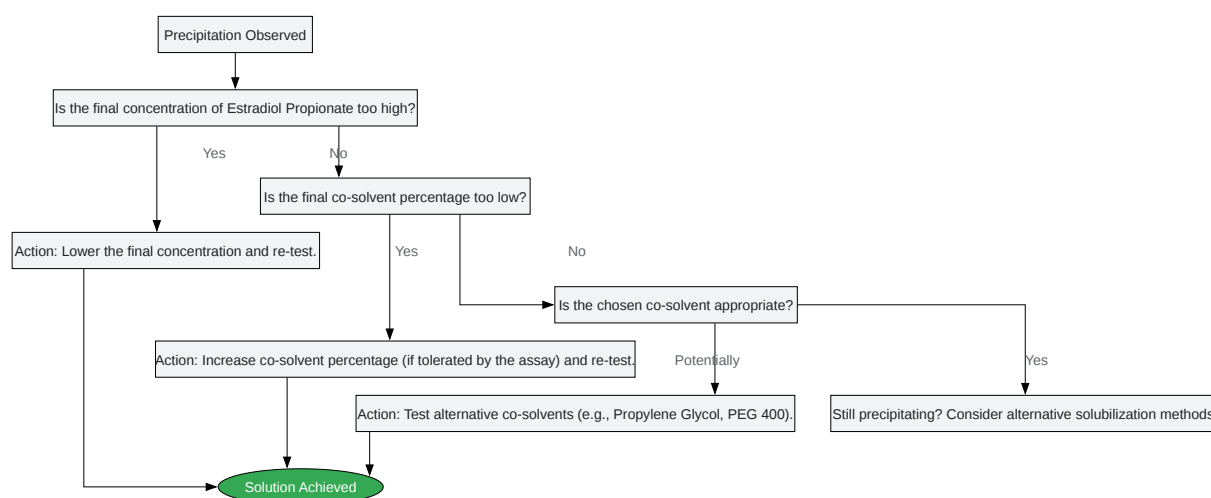 Precipitation Observed
Is the final concentration of Estradiol Propionate too high?
Yes
No
Is the final co-solvent percentage too low?
Action: Lower the final concentration and re-test.
Yes
No
Is the chosen co-solvent appropriate?
Action: Increase co-solvent percentage (if tolerated by the assay) and re-test.
Potentially
Yes
Action: Test alternative co-solvents (e.g., Propylene Glycol, PEG 400).
Still precipitating? Consider alternative solubilization methods
Solution Achieved